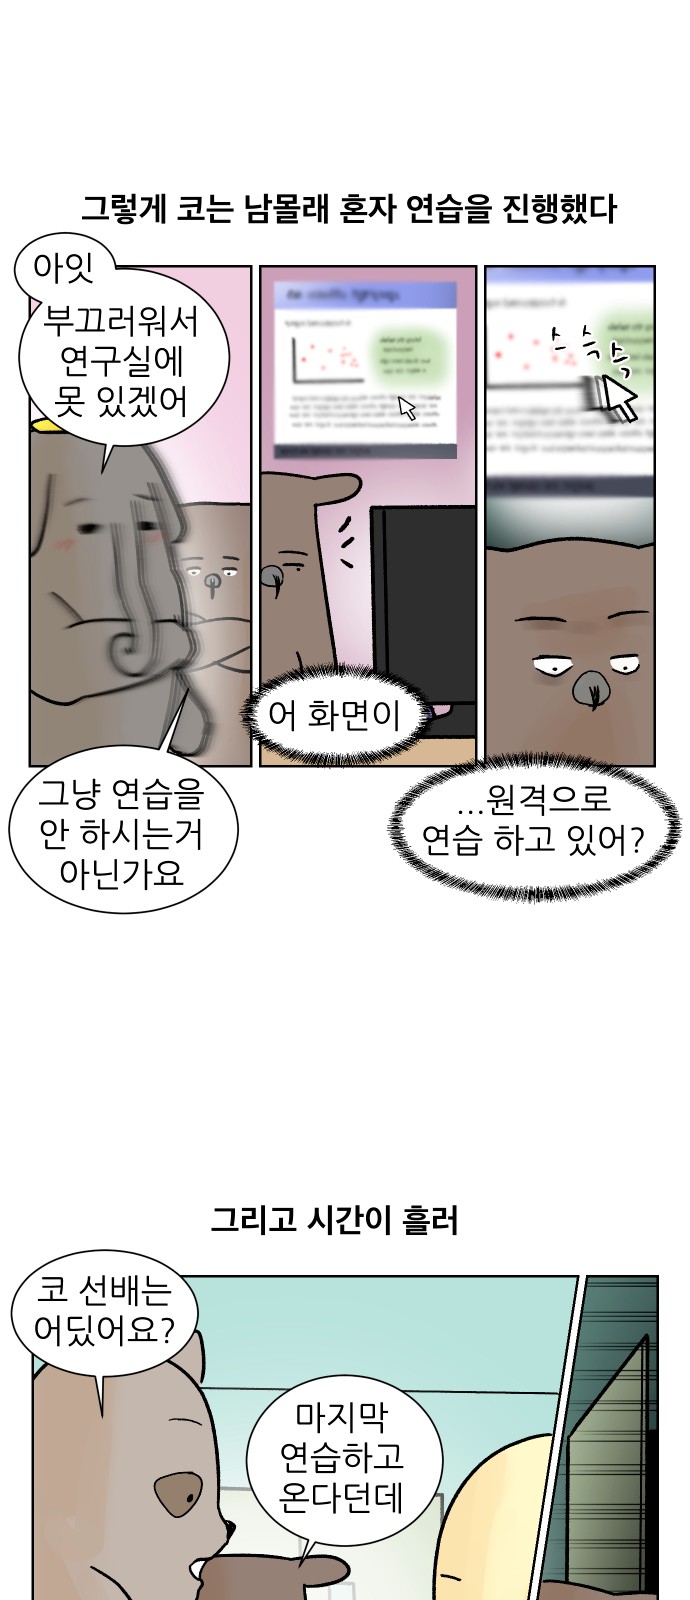 그렇게 코는 남몰래 혼자 연습을 진행했다
아잇
부끄러워서
연구실에
못 있겠어
스
슥
슥
어 화면이
그냥 연습을
안 하시는거
아닌가요
...원격으로
연습 하고 있어?
그리고 시간이 흘러
코 선배는
어딨어요?
마지막
연습하고
온다던데